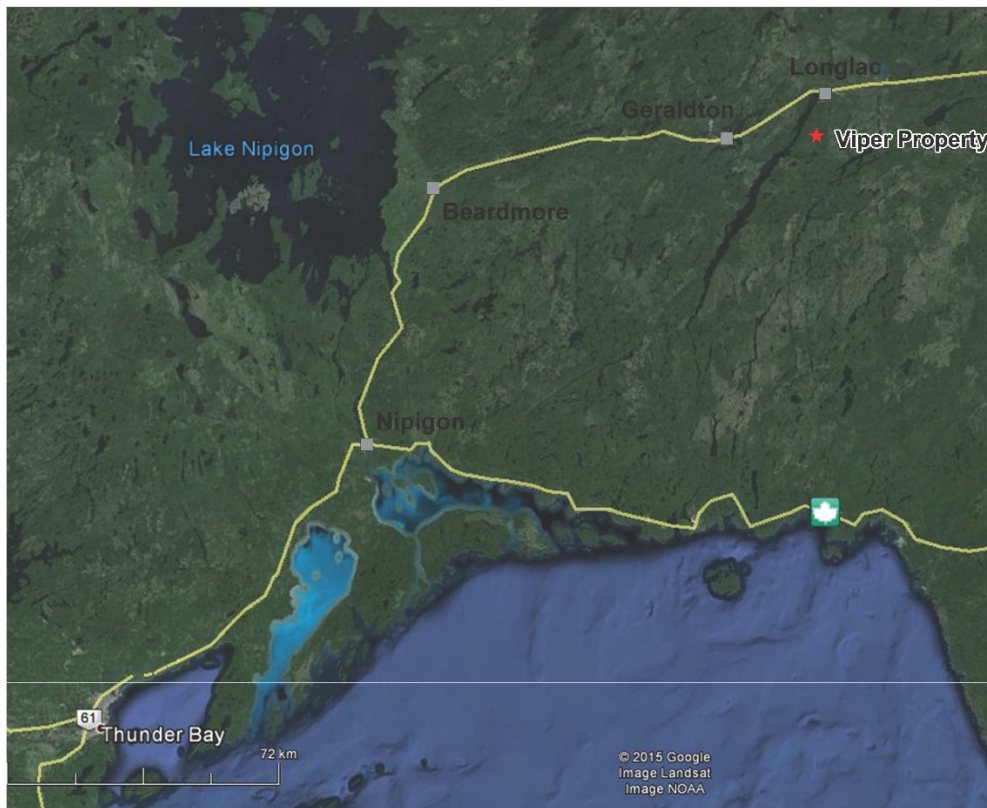 Longlac
Geraldton
Viper Property
Lake Nipigon
Beardmore
Nipigon
61
Thunder Bay
72 km
© 2015 Google
Image Landsat
Image NOAA